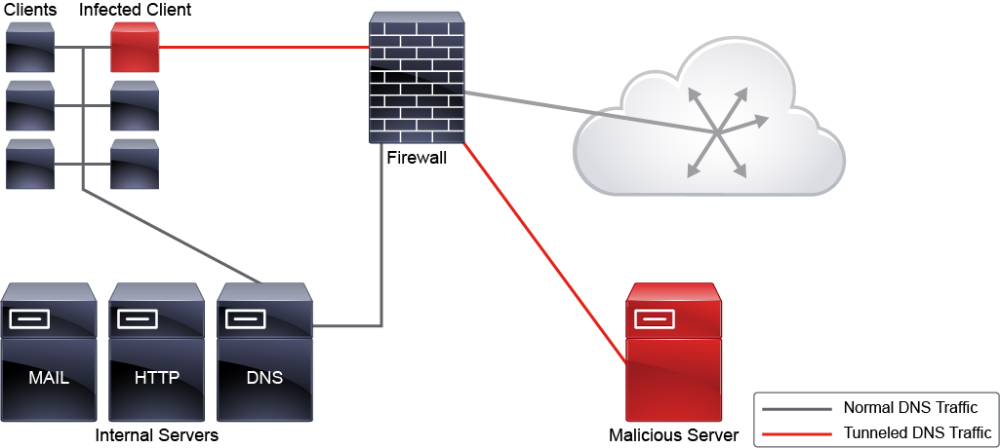 Clients
Infected Client
Firewall
MAIL
HTTP
DNS
Internal Servers
Malicious Server
Normal DNS Traffic
Tunneled DNS Traffic